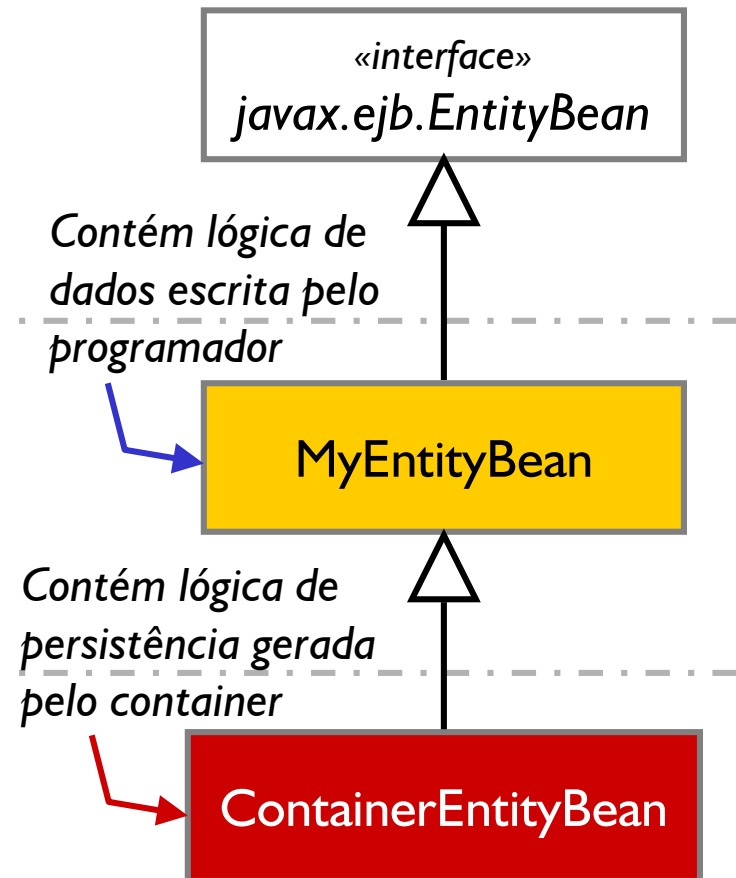 «interface»
javax.ejb.EntityBean
Contém lógica de
dados escrita pelo
programador
MyEntityBean
Contém lógica de
persistência gerada
pelo container
ContainerEntityBean